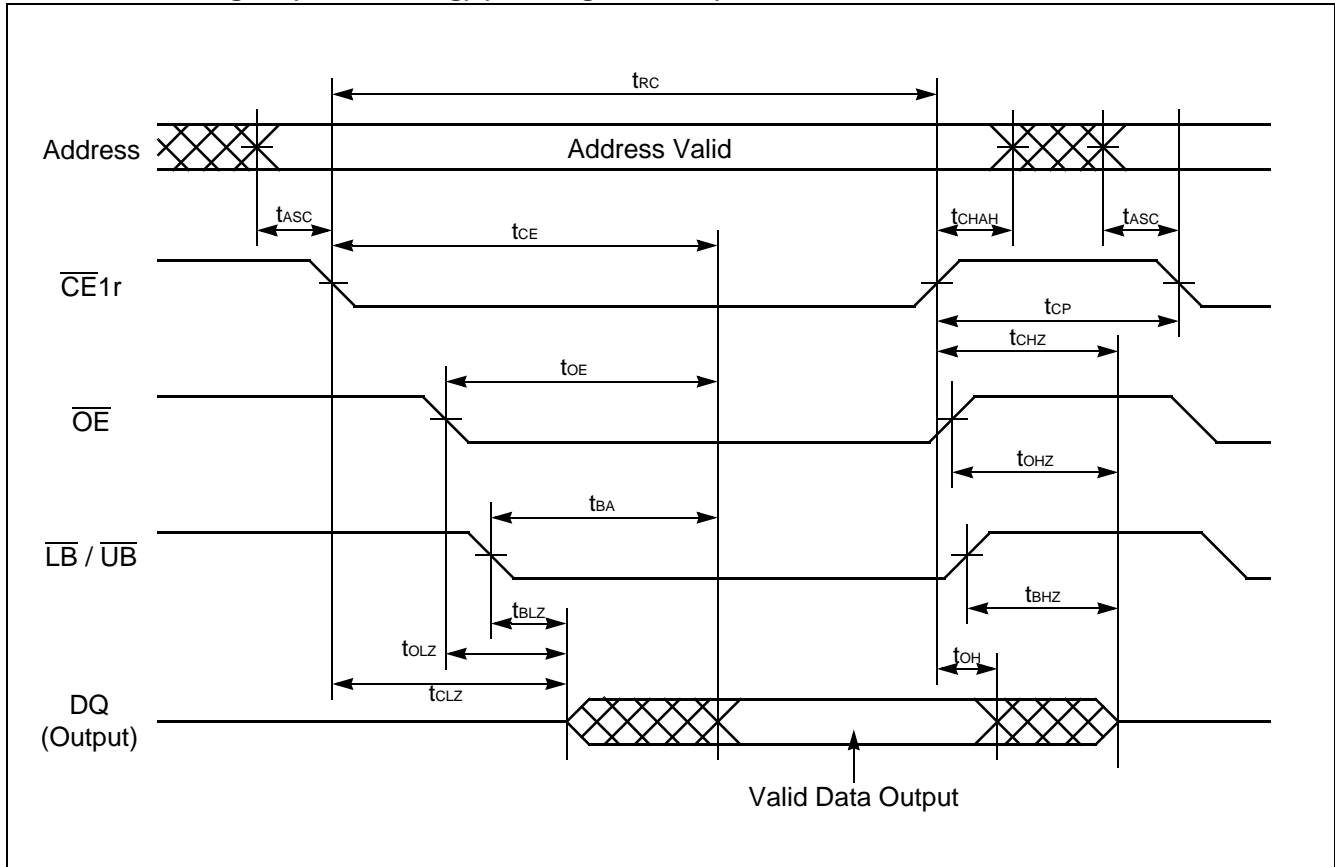 tRC
Address
Address Valid
tASC
tCHAH
tASC
tCE
CE1r
tCP
tCHZ
tOE
OE
tOHZ
tBA
LB / UB
tBHZ
tBLZ
tOLZ
tOH
tCLZ
DQ
(Output)
Valid Data Output